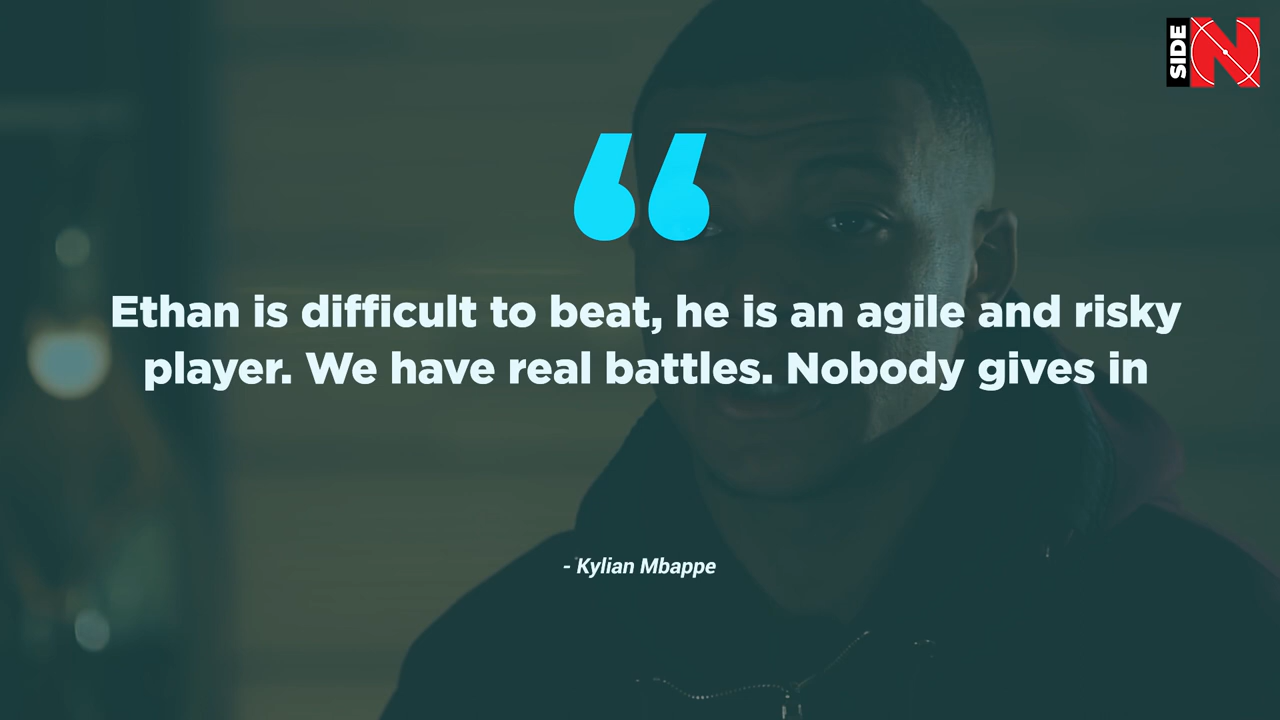 SIDE N
“
Ethan is difficult to beat, he is an agile and risky
player. We have real battles. Nobody gives in
- Kylian Mbappe